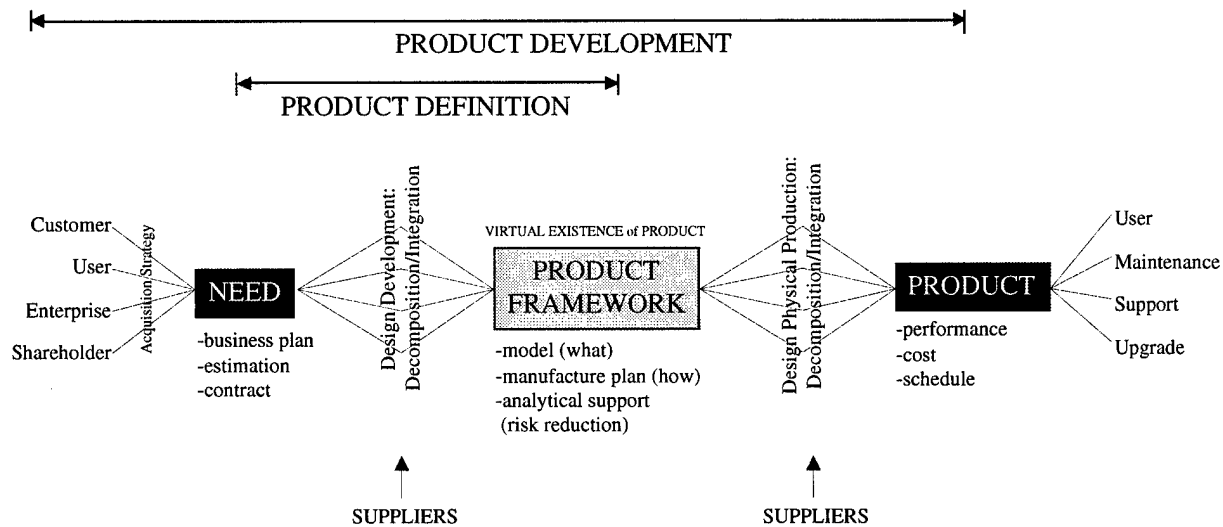 PRODUCT DEVELOPMENT
PRODUCT DEFINITION
Customer
User
Enterprise
Shareholder
Acquisition/Strategy
NEED
-business plan
-estimation
-contract
Design/Development:
Decomposition/Integration
SUPPLIERS
VIRTUAL EXISTENCE of PRODUCT
PRODUCT
FRAMEWORK
-model (what)
-manufacture plan (how)
-analytical support
(risk reduction)
Design Physical Production:
Decomposition/Integration
SUPPLIERS
PRODUCT
-performance
-cost
-schedule
User
Maintenance
Support
Upgrade